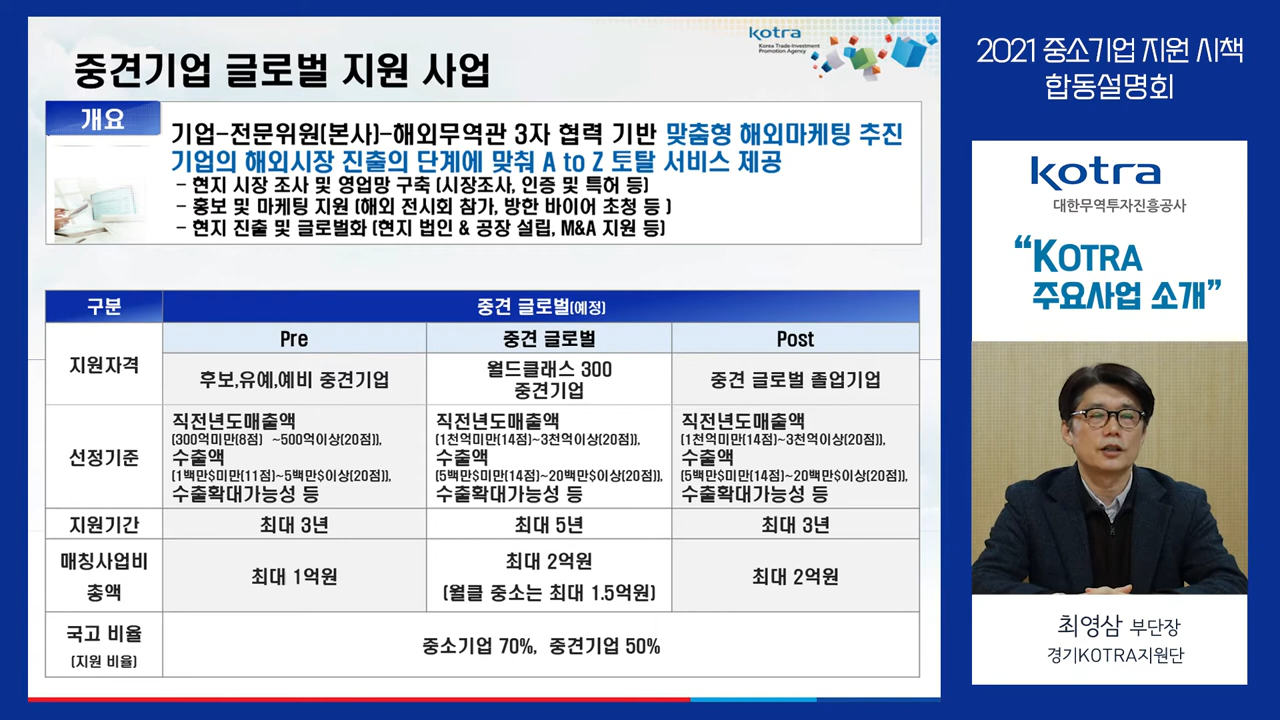 중견기업 글로벌 지원 사업
kotra
Korea Trade-Investment
Promotion Agency
개요
기업-전문위원(본사)-해외무역관 3자 협력 기반 맞춤형 해외마케팅 추진
기업의 해외시장 진출의 단계에 맞춰 A to Z 토탈 서비스 제공
- 현지 시장 조사 및 영업망 구축 (시장조사, 인증 및 특허 등)
- 홍보 및 마케팅 지원 (해외 전시회 참가, 방한 바이어 초청 등 )
- 현지 진출 및 글로벌화 (현지 법인 & 공장 설립, M&A 지원 등)
구분
중견 글로벌(예정)
지원자격
Pre
중견 글로벌
Post
후보,유예,예비 중견기업
월드클래스 300
중견기업
중견 글로벌 졸업기업
선정기준
직전년도매출액
(300억미만(8점) ~500억이상(20점)),
수출액
(1백만$미만(11점)~5백만$이상(20점)),
수출확대가능성 등
직전년도매출액
(1천억미만(14점)~3천억이상(20점)),
수출액
(5백만$미만(14점)~20백만$이상(20점)),
수출확대가능성 등
직전년도매출액
(1천억미만(14점)~3천억이상(20점)),
수출액
(5백만$미만(14점)~20백만$이상(20점)),
수출확대가능성 등
지원기간
최대 3년
최대 5년
최대 3년
매칭사업비
총액
최대 1억원
최대 2억원
(월클 중소는 최대 1.5억원)
최대 2억원
국고 비율
(지원 비율)
중소기업 70%, 중견기업 50%
2021 중소기업 지원 시책
합동설명회
kotra
대한무역투자진흥공사
“KOTRA
주요사업 소개”
최영삼 부단장
경기KOTRA지원단